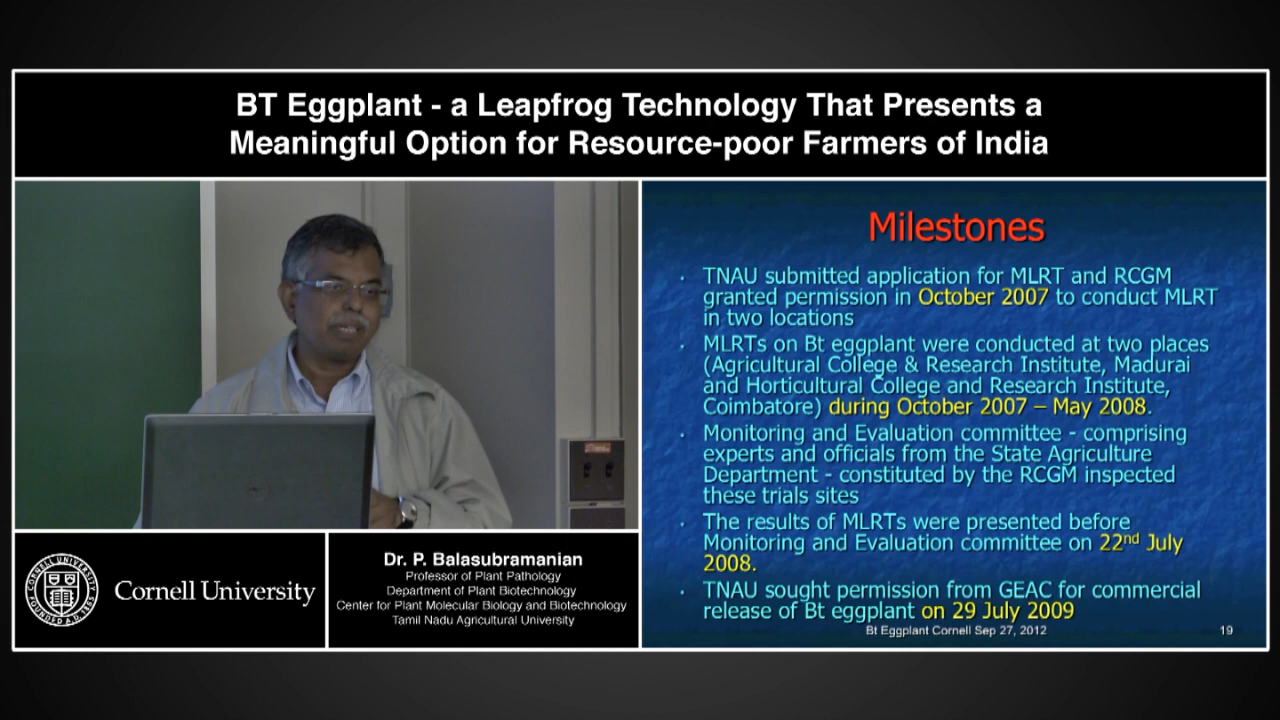 BT Eggplant - a Leapfrog Technology That Presents a
Meaningful Option for Resource-poor Farmers of India
Cornell University
Dr. P. Balasubramanian
Professor of Plant Pathology
Department of Plant Biotechnology
Center for Plant Molecular Biology and Biotechnology
Tamil Nadu Agricultural University
Milestones
· TNAU submitted application for MLRT and RCGM
granted permission in October 2007 to conduct MLRT
in two locations
· MLRTs on Bt eggplant were conducted at two places
(Agricultural College & Research Institute, Madurai
and Horticultural College and Research Institute,
Coimbatore) during October 2007 – May 2008.
· Monitoring and Evaluation committee - comprising
experts and officials from the State Agriculture
Department - constituted by the RCGM inspected
these trials sites
· The results of MLRTs were presented before
Monitoring and Evaluation committee on 22nd July
2008.
· TNAU sought permission from GEAC for commercial
release of Bt eggplant on 29 July 2009
Bt Eggplant Cornell Sep 27, 2012
19